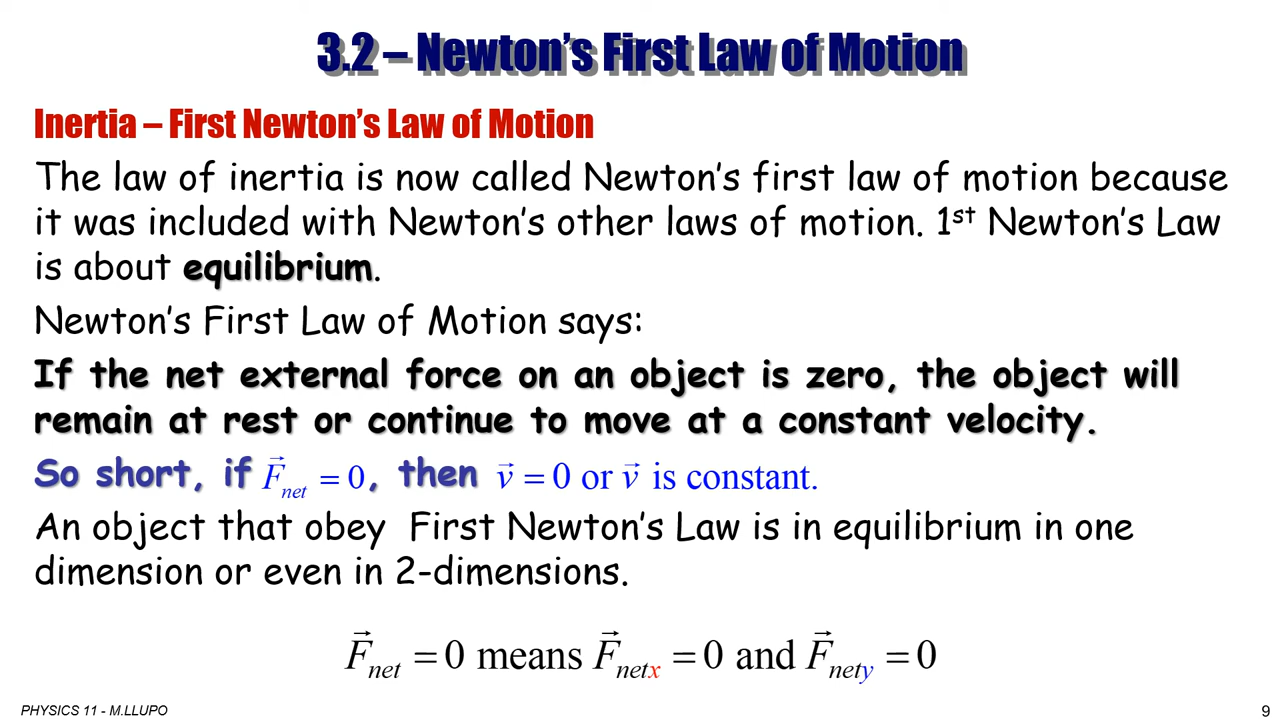 3.2 – Newton’s First Law of Motion
Inertia – First Newton’s Law of Motion
The law of inertia is now called Newton’s first law of motion because
it was included with Newton’s other laws of motion. 1st Newton’s Law
is about equilibrium.
Newton’s First Law of Motion says:
If the net external force on an object is zero, the object will
remain at rest or continue to move at a constant velocity.
So short, if F⃗net = 0, then v⃗ = 0 or v⃗ is constant.
An object that obey First Newton’s Law is in equilibrium in one
dimension or even in 2-dimensions.
F⃗net = 0 means F⃗netx = 0 and F⃗nety = 0
PHYSICS 11 - M.LLUPO
9